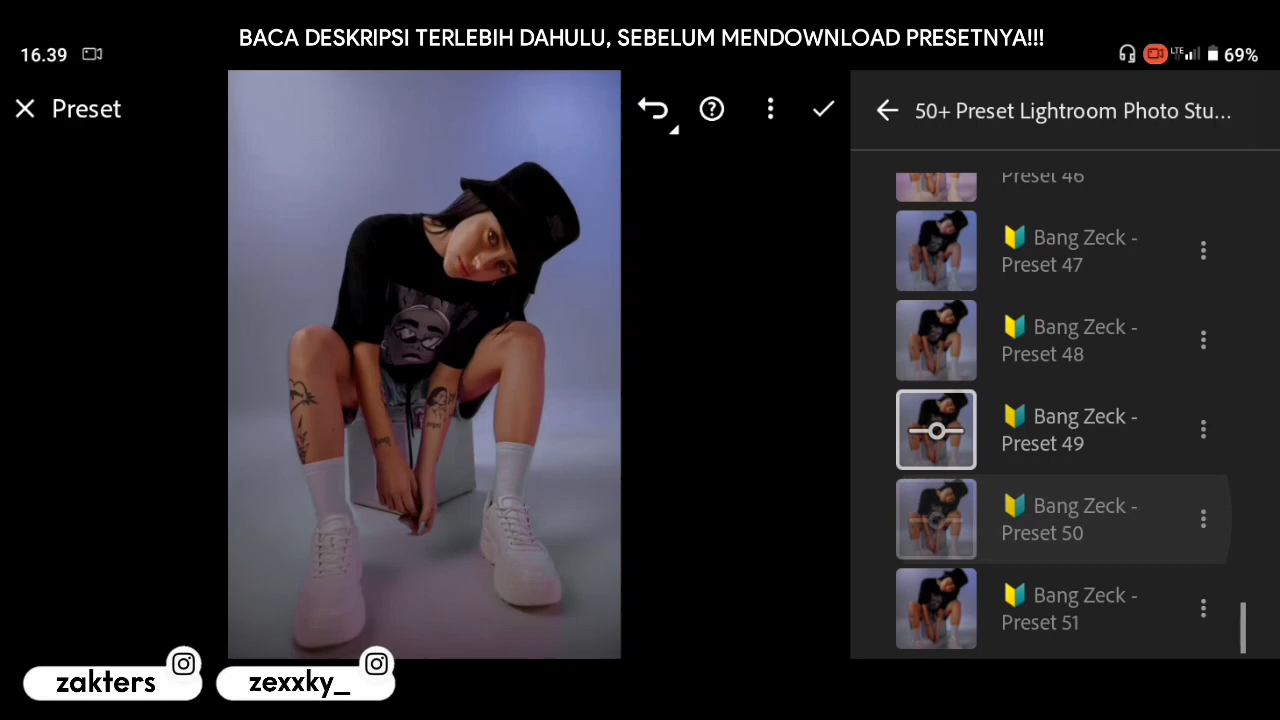 BACA DESKRIPSI TERLEBIH DAHULU, SEBELUM MENDOWNLOAD PRESETNYA!!!
16.39
LTE
69%
Preset
50+ Preset Lightroom Photo Stu...
Preset 46
🔰 Bang Zeck -
Preset 47
🔰 Bang Zeck -
Preset 48
🔰 Bang Zeck -
Preset 49
🔰 Bang Zeck -
Preset 50
🔰 Bang Zeck -
Preset 51
zakters
zexxky_